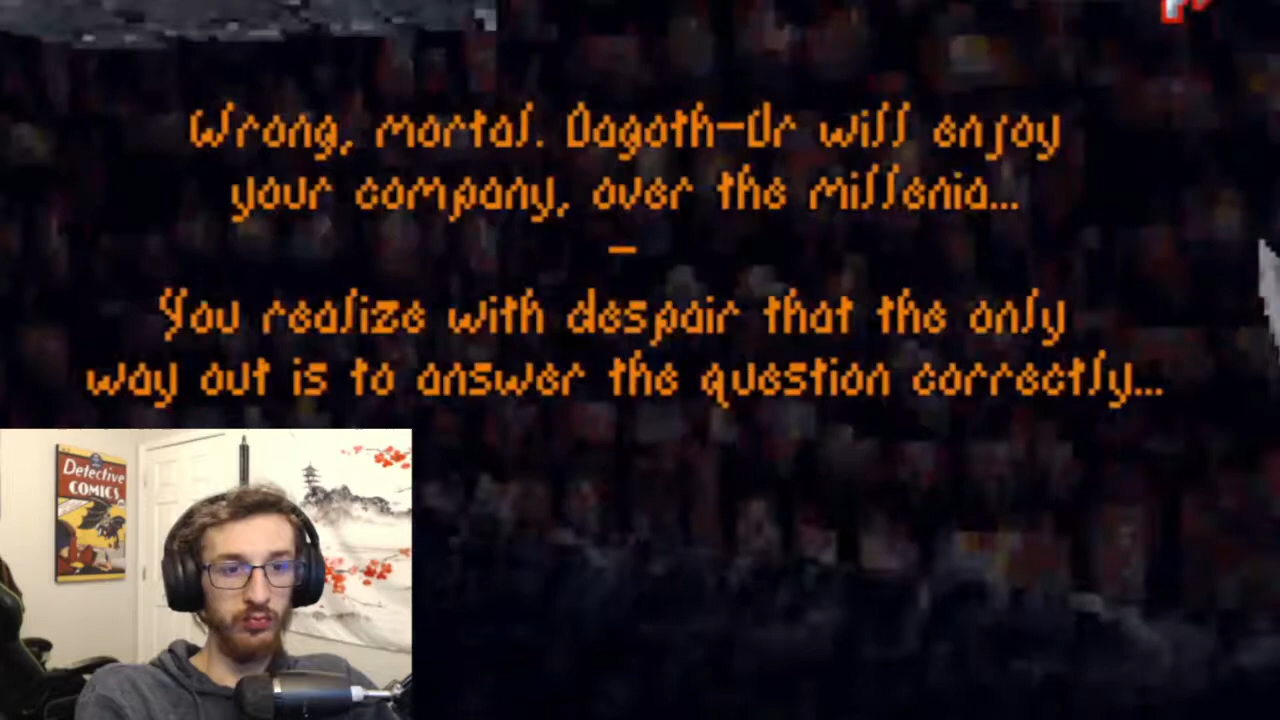 Wrong, mortal. Dagoth-Ur will enjoy
your company, over the millenia...
—
You realize with despair that the only
way out is to answer the question correctly...
Detective
COMICS